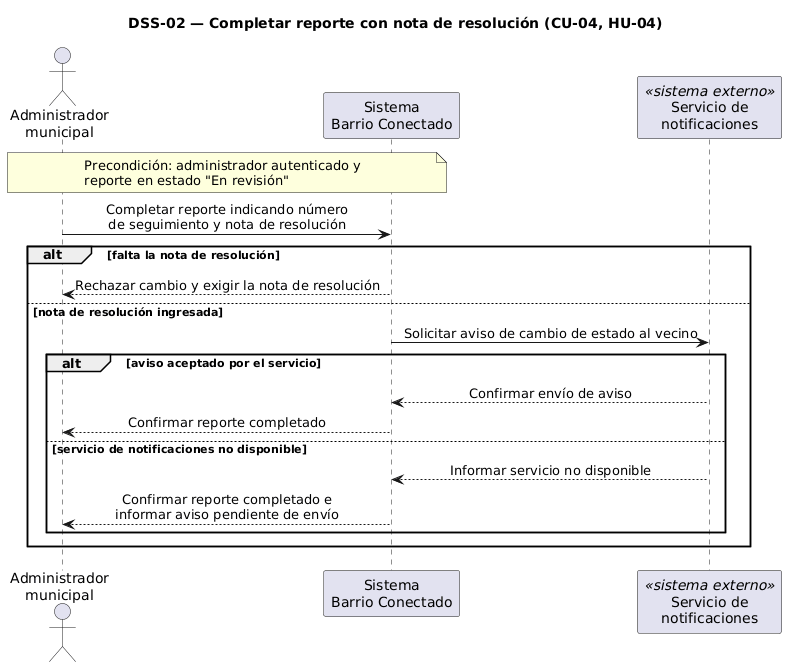 DSS-02 — Completar reporte con nota de resolución (CU-04, HU-04)
Administrador
municipal
Sistema
Barrio Conectado
«sistema externo»
Servicio de
notificaciones
Precondición: administrador autenticado y
reporte en estado "En revisión"
Completar reporte indicando número
de seguimiento y nota de resolución
alt
[falta la nota de resolución]
Rechazar cambio y exigir la nota de resolución
[nota de resolución ingresada]
Solicitar aviso de cambio de estado al vecino
alt
[aviso aceptado por el servicio]
Confirmar envío de aviso
Confirmar reporte completado
[servicio de notificaciones no disponible]
Informar servicio no disponible
Confirmar reporte completado e
informar aviso pendiente de envío
Administrador
municipal
Sistema
Barrio Conectado
«sistema externo»
Servicio de
notificaciones